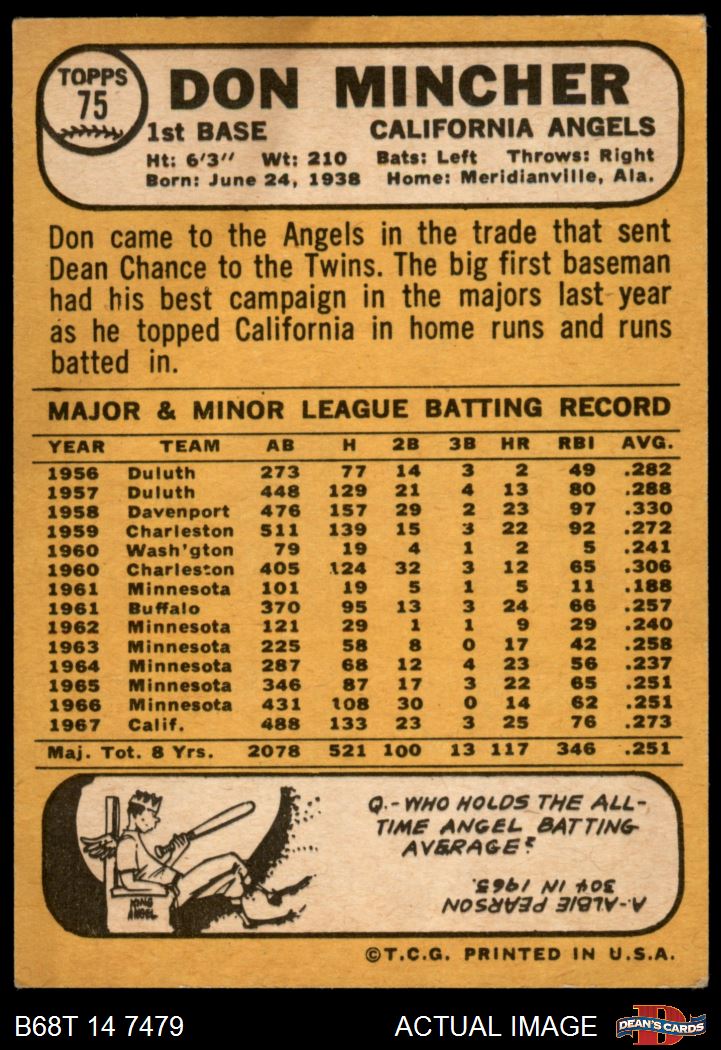 TOPPS
75
DON MINCHER
1st BASE CALIFORNIA ANGELS
Ht: 6'3'' Wt: 210 Bats: Left Throws: Right
Born: June 24, 1938 Home: Meridianville, Ala.
Don came to the Angels in the trade that sent
Dean Chance to the Twins. The big first baseman
had his best campaign in the majors last year
as he topped California in home runs and runs
batted in.
MAJOR & MINOR LEAGUE BATTING RECORD
YEAR TEAM AB H 2B 3B HR RBI AVG.
1956 Duluth 273 77 14 3 2 49 .282
1957 Duluth 448 129 21 4 13 80 .288
1958 Davenport 476 157 29 2 23 97 .330
1959 Charleston 511 139 15 3 22 92 .272
1960 Wash'gton 79 19 4 1 2 5 .241
1960 Charleston 405 124 32 3 12 65 .306
1961 Minnesota 101 19 5 1 5 11 .188
1961 Buffalo 370 95 13 3 24 66 .257
1962 Minnesota 121 29 1 1 9 29 .240
1963 Minnesota 225 58 8 0 17 42 .258
1964 Minnesota 287 68 12 4 23 56 .237
1965 Minnesota 346 87 17 3 22 65 .251
1966 Minnesota 431 108 30 0 14 62 .251
1967 Calif. 488 133 23 3 25 76 .273
Maj. Tot. 8 Yrs. 2078 521 100 13 117 346 .251
KING
ANGEL
Q.-WHO HOLDS THE ALL-
TIME ANGEL BATTING
AVERAGE?
A-ALBIE PEARSON
304 IN 1963.
©T.C.G. PRINTED IN U.S.A.
B68T 14 7479
ACTUAL IMAGE
D
DEAN'S CARDS